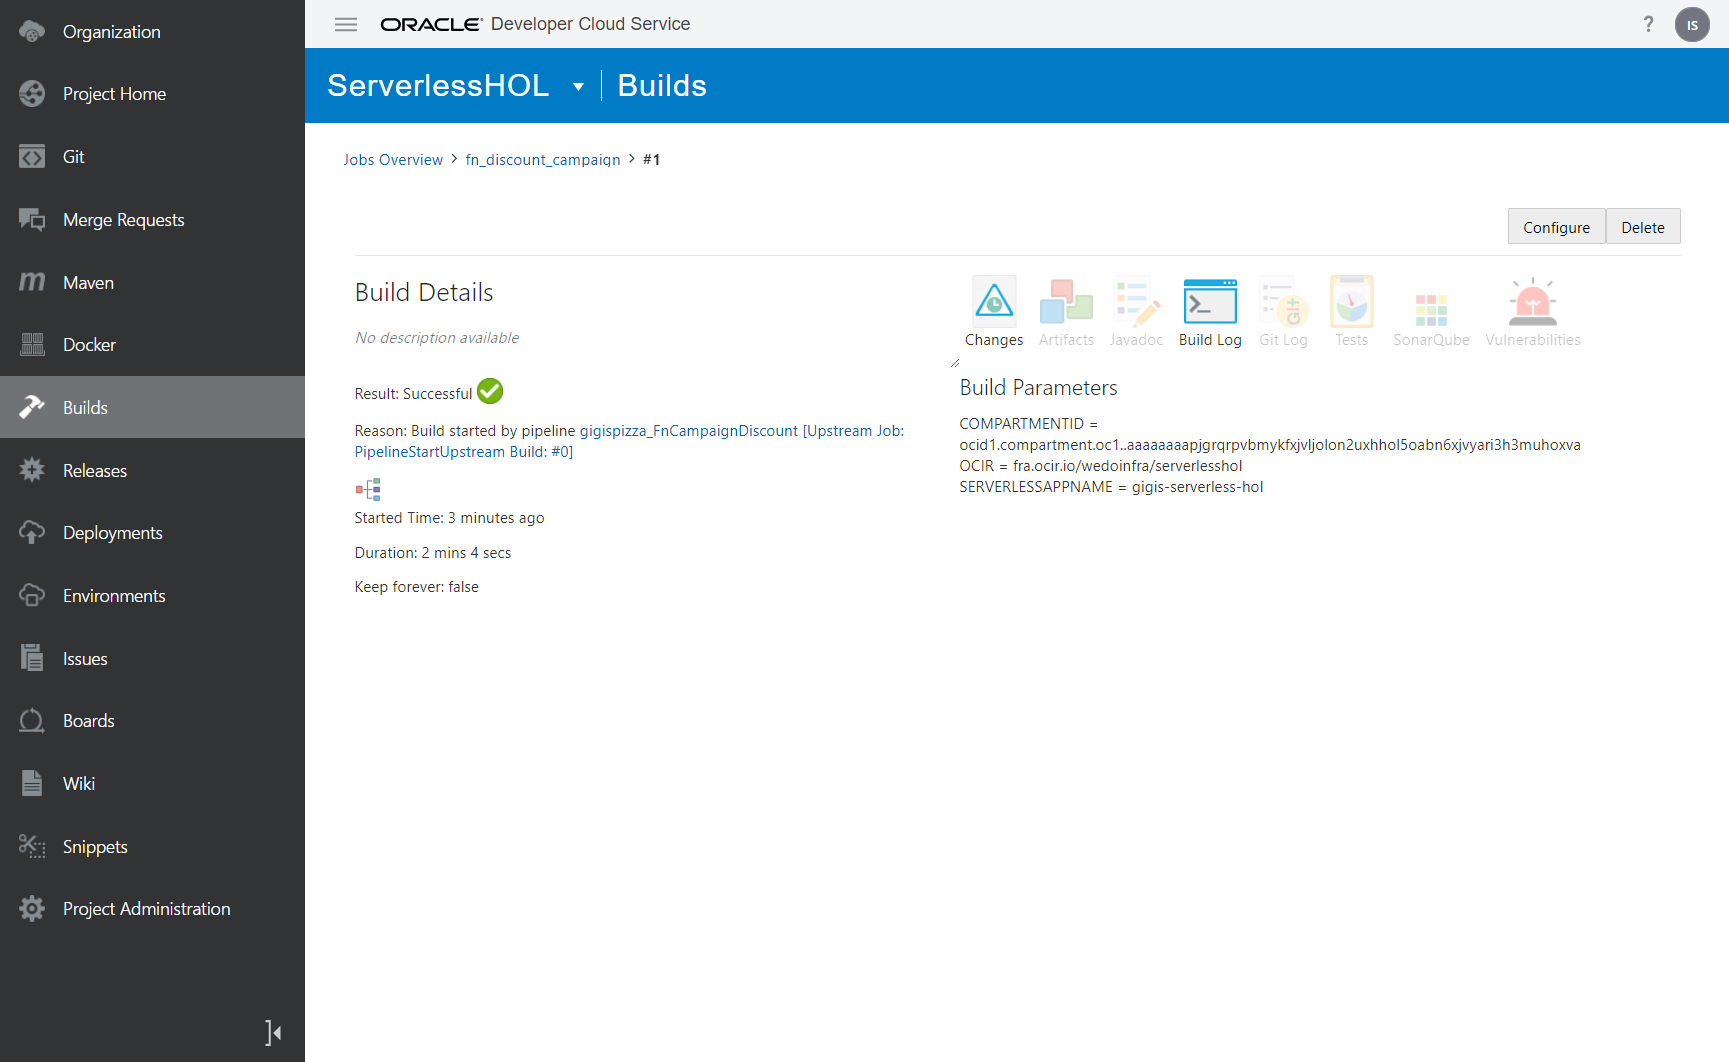 Organization
Project Home
Git
Merge Requests
Maven
Docker
Builds
Releases
Deployments
Environments
Issues
Boards
Wiki
Snippets
Project Administration
ORACLE Developer Cloud Service
? IS
ServerlessHOL Builds
Jobs Overview > fn_discount_campaign > #1
Configure Delete
Build Details
No description available
Result: Successful
Reason: Build started by pipeline gigispizza_FnCampaignDiscount [Upstream Job:
PipelineStartUpstream Build: #0]
Started Time: 3 minutes ago
Duration: 2 mins 4 secs
Keep forever: false
Changes Artifacts Javadoc Build Log Git Log Tests SonarQube Vulnerabilities
Build Parameters
COMPARTMENTID =
ocid1.compartment.oc1..aaaaaaaapjgrqrpvbmykfxjvljolon2uxhhol5oabn6xjvyari3h3muhoxva
OCIR = fra.ocir.io/wedoinfra/serverlesshol
SERVERLESSAPPNAME = gigis-serverless-hol